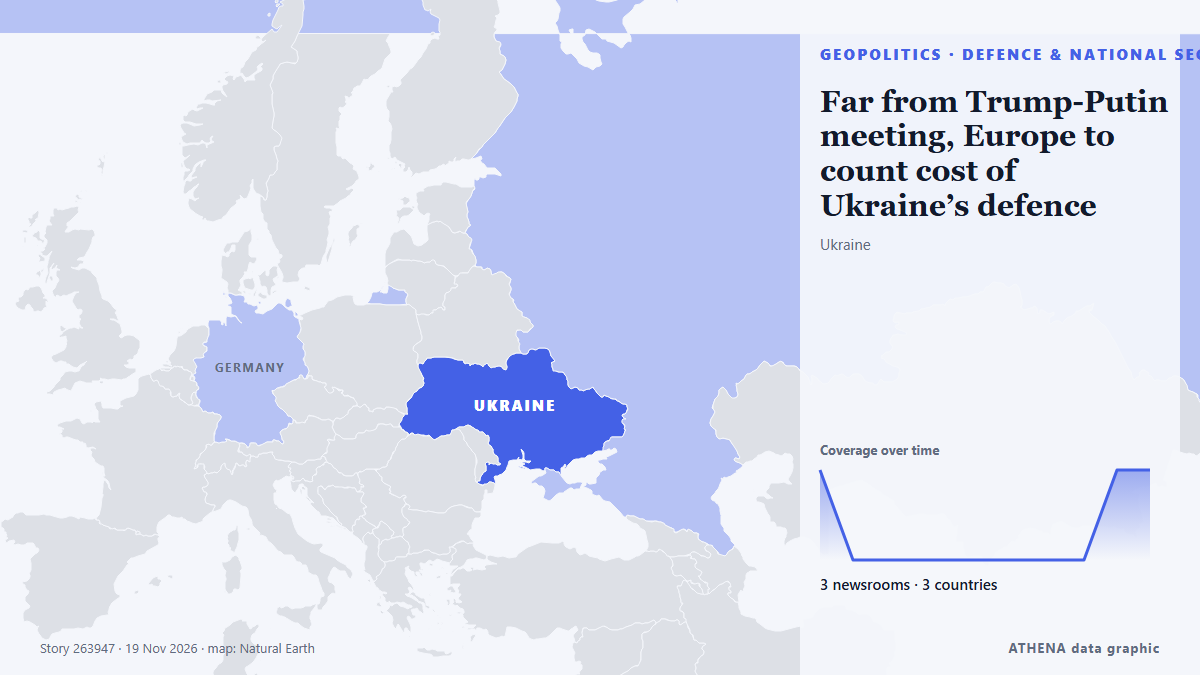 GEOPOLITICS · DEFENCE & NATIONAL SEC
Far from Trump-Putin
meeting, Europe to
count cost of
Ukraine’s defence
Ukraine
GERMANY
UKRAINE
Coverage over time
3 newsrooms · 3 countries
Story 263947 · 19 Nov 2026 · map: Natural Earth
ATHENA data graphic